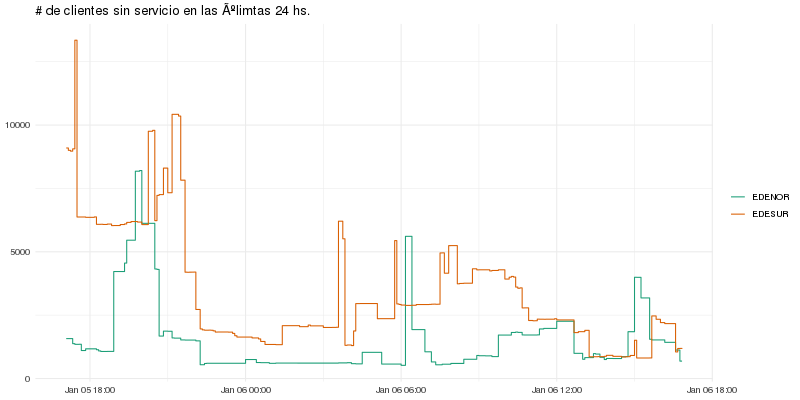 # de clientes sin servicio en las Ãºlimtas 24 hs.
10000
5000
0
Jan 05 18:00
Jan 06 00:00
Jan 06 06:00
Jan 06 12:00
Jan 06 18:00
EDENOR
EDESUR